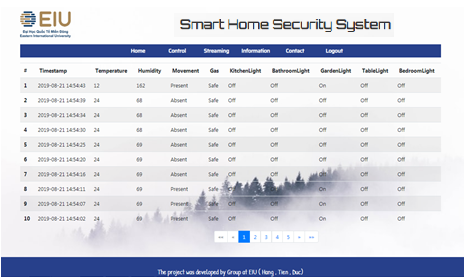 EIU
Đại Học Quốc Tế Miền Đông
Eastern International University
Smart Home Security System
Home Control Streaming Information Contact Logout
# Timestamp Temperature Humidity Movement Gas KitchenLight BathroomLight GardenLight TableLight BedroomLight
1 2019-08-21 14:54:43 12 162 Present Safe Off Off On Off Off
2 2019-08-21 14:54:39 24 68 Absent Safe Off Off On Off Off
3 2019-08-21 14:54:34 24 68 Absent Safe Off Off On Off Off
4 2019-08-21 14:54:30 24 68 Absent Safe Off Off On Off Off
5 2019-08-21 14:54:25 24 69 Absent Safe Off Off On Off Off
6 2019-08-21 14:54:20 24 69 Absent Safe Off Off On Off Off
7 2019-08-21 14:54:16 24 68 Absent Safe Off Off On Off Off
8 2019-08-21 14:54:11 24 69 Present Safe Off Off On Off Off
9 2019-08-21 14:54:07 24 69 Present Safe Off Off On Off Off
10 2019-08-21 14:54:02 24 69 Present Safe Off Off On Off Off
«« « 1 2 3 4 5 » »»
The project was developed by Group at EIU ( Hang , Tien , Duc)